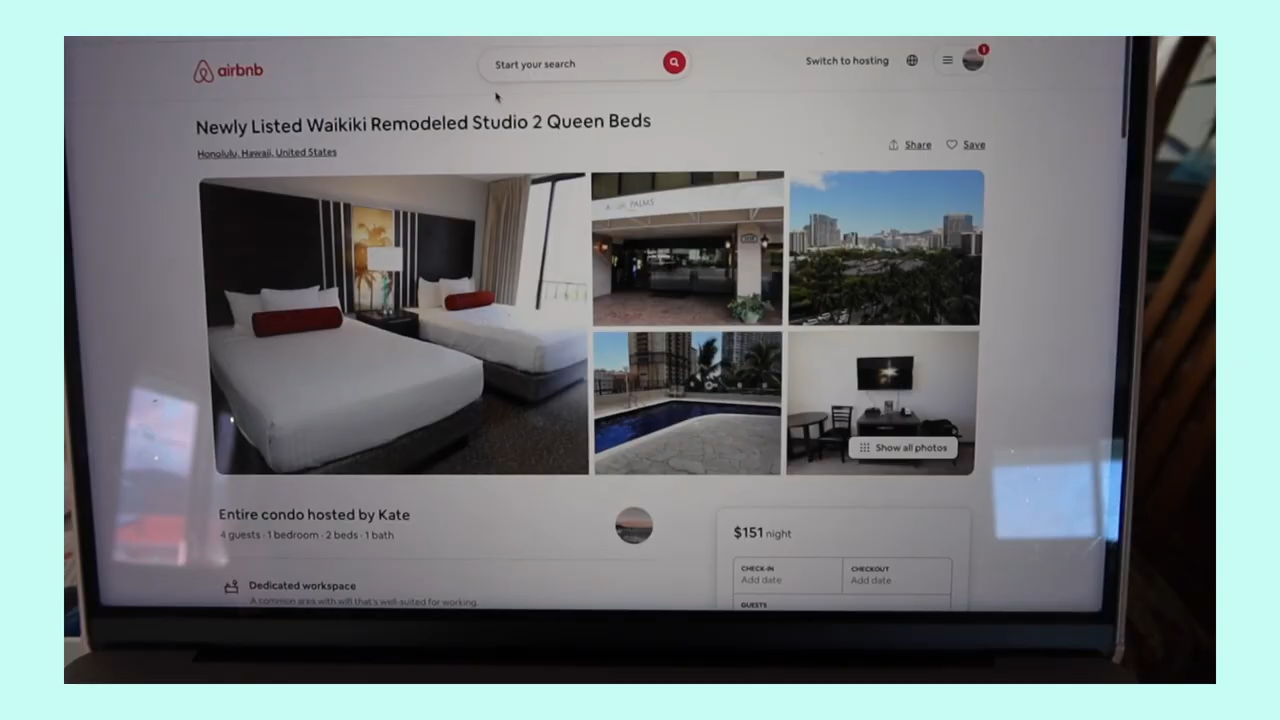 airbnb
Start your search
Switch to hosting
1
Newly Listed Waikiki Remodeled Studio 2 Queen Beds
Honolulu, Hawaii, United States
Share
Save
PALMS
Show all photos
Entire condo hosted by Kate
4 guests · 1 bedroom · 2 beds · 1 bath
$151 night
CHECK-IN
Add date
CHECKOUT
Add date
GUESTS
Dedicated workspace
A common area with wifi that's well-suited for working.